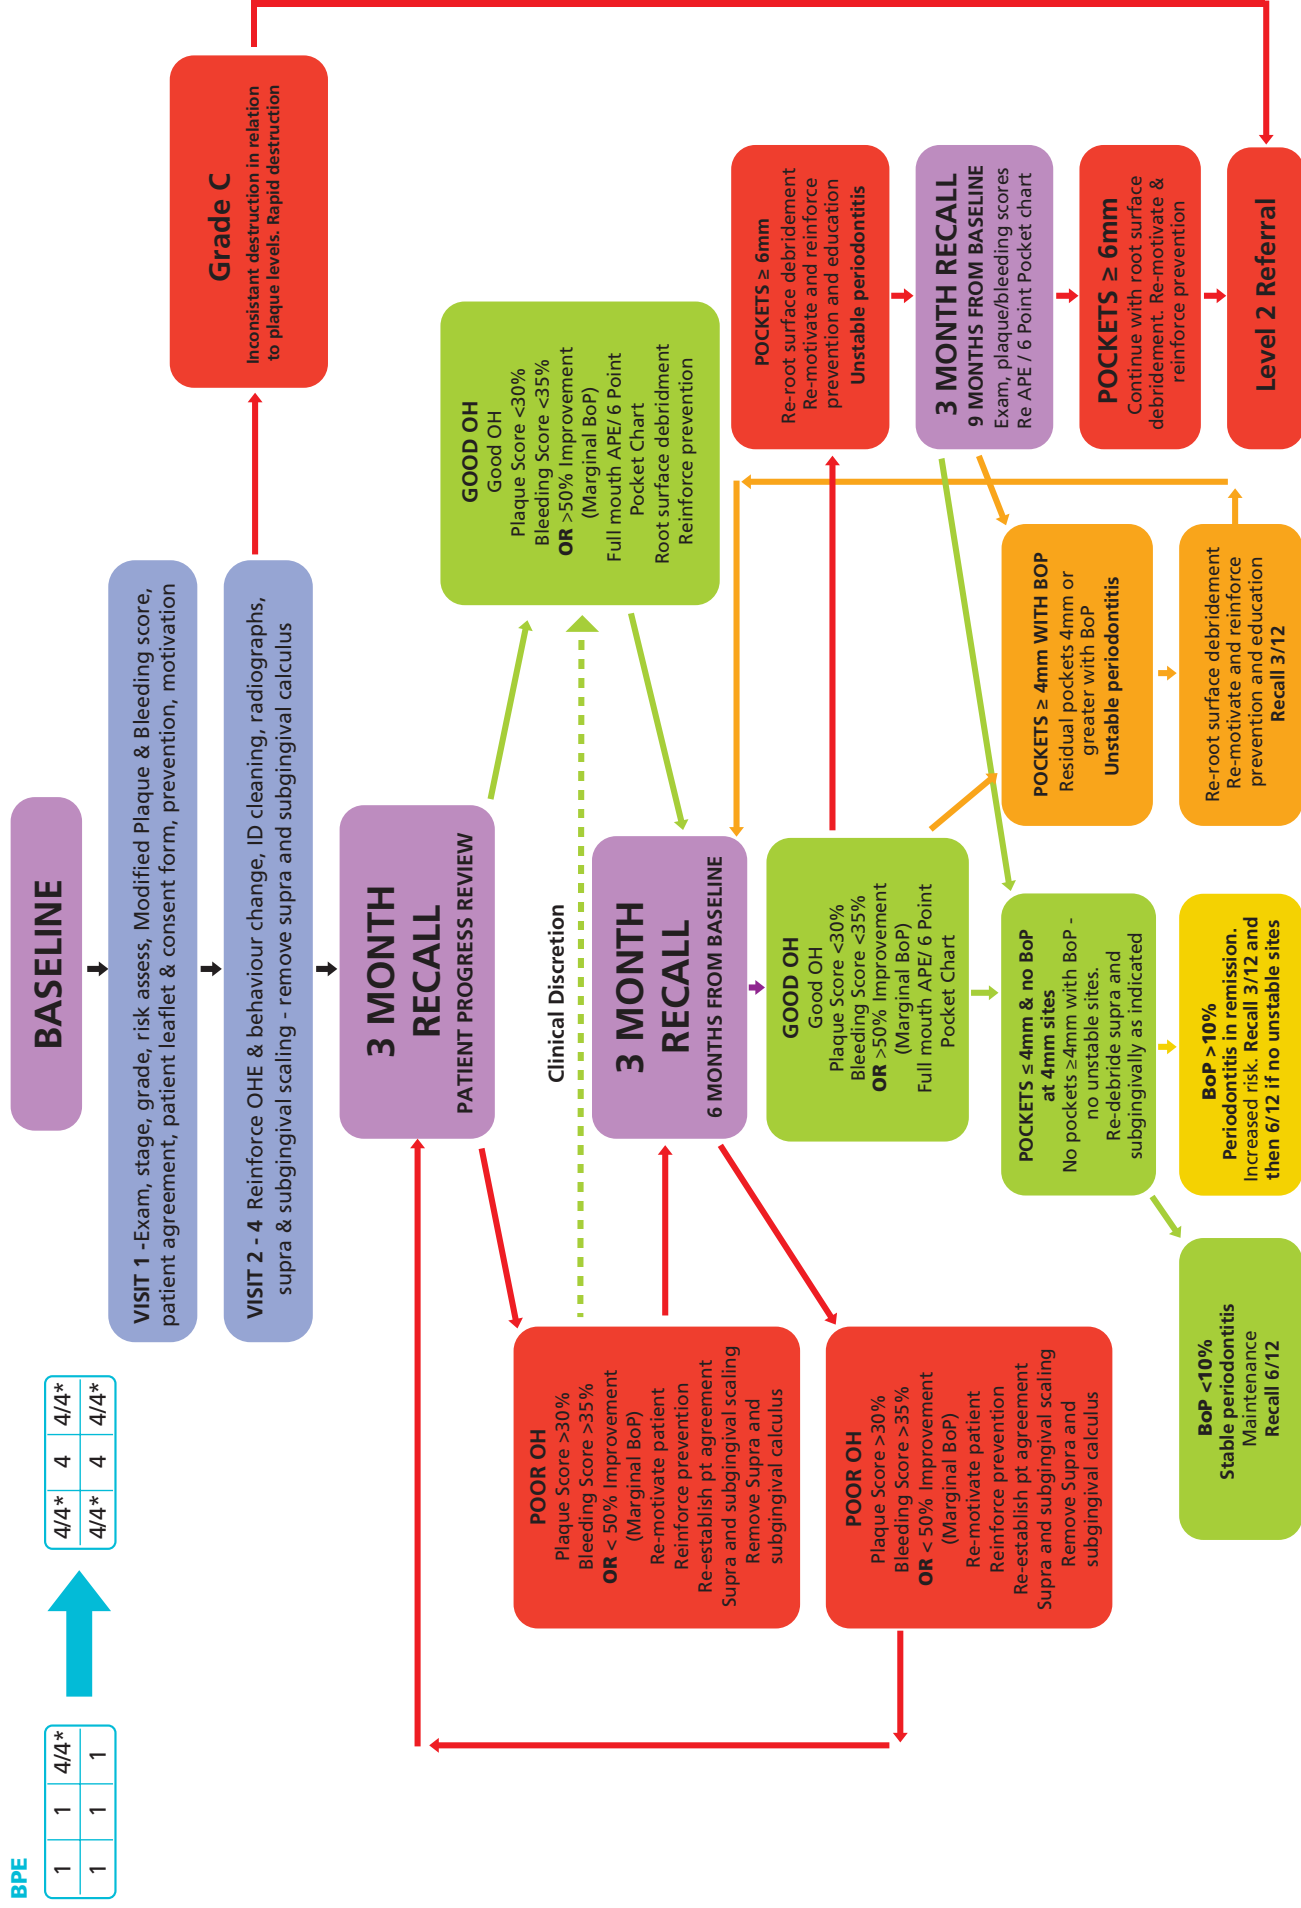 BPE
1 1 4/4*
1 1 1
4/4* 4 4/4*
4/4* 4 4/4*
BASELINE
VISIT 1 -Exam, stage, grade, risk assess, Modified Plaque & Bleeding score,
patient agreement, patient leaflet & consent form, prevention, motivation
VISIT 2 - 4 Reinforce OHE & behaviour change, ID cleaning, radiographs,
supra & subgingival scaling - remove supra and subgingival calculus
Grade C
Inconsistant destruction in relation
to plaque levels. Rapid destruction
3 MONTH
RECALL
PATIENT PROGRESS REVIEW
GOOD OH
Good OH
Plaque Score <30%
Bleeding Score <35%
OR >50% Improvement
(Marginal BoP)
Full mouth APE/ 6 Point
Pocket Chart
Root surface debridment
Reinforce prevention
Clinical Discretion
POOR OH
Plaque Score >30%
Bleeding Score >35%
OR < 50% Improvement
(Marginal BoP)
Re-motivate patient
Reinforce prevention
Re-establish pt agreement
Supra and subgingival scaling
Remove Supra and
subgingival calculus
3 MONTH
RECALL
6 MONTHS FROM BASELINE
POOR OH
Plaque Score >30%
Bleeding Score >35%
OR < 50% Improvement
(Marginal BoP)
Re-motivate patient
Reinforce prevention
Re-establish pt agreement
Supra and subgingival scaling
Remove Supra and
subgingival calculus
GOOD OH
Good OH
Plaque Score <30%
Bleeding Score <35%
OR >50% Improvement
(Marginal BoP)
Full mouth APE/ 6 Point
Pocket Chart
POCKETS ≥ 6mm
Re-root surface debridement
Re-motivate and reinforce
prevention and education
Unstable periodontitis
3 MONTH RECALL
9 MONTHS FROM BASELINE
Exam, plaque/bleeding scores
Re APE / 6 Point Pocket chart
POCKETS ≥ 6mm
Continue with root surface
debridement. Re-motivate &
reinforce prevention
Level 2 Referral
POCKETS ≥ 4mm WITH BOP
Residual pockets 4mm or
greater with BoP
Unstable periodontitis
Re-root surface debridement
Re-motivate and reinforce
prevention and education
Recall 3/12
POCKETS ≤ 4mm & no BoP
at 4mm sites
No pockets ≥4mm with BoP -
no unstable sites.
Re-debride supra and
subgingivally as indicated
BoP >10%
Periodontitis in remission.
Increased risk. Recall 3/12 and
then 6/12 if no unstable sites
BoP <10%
Stable periodontitis
Maintenance
Recall 6/12